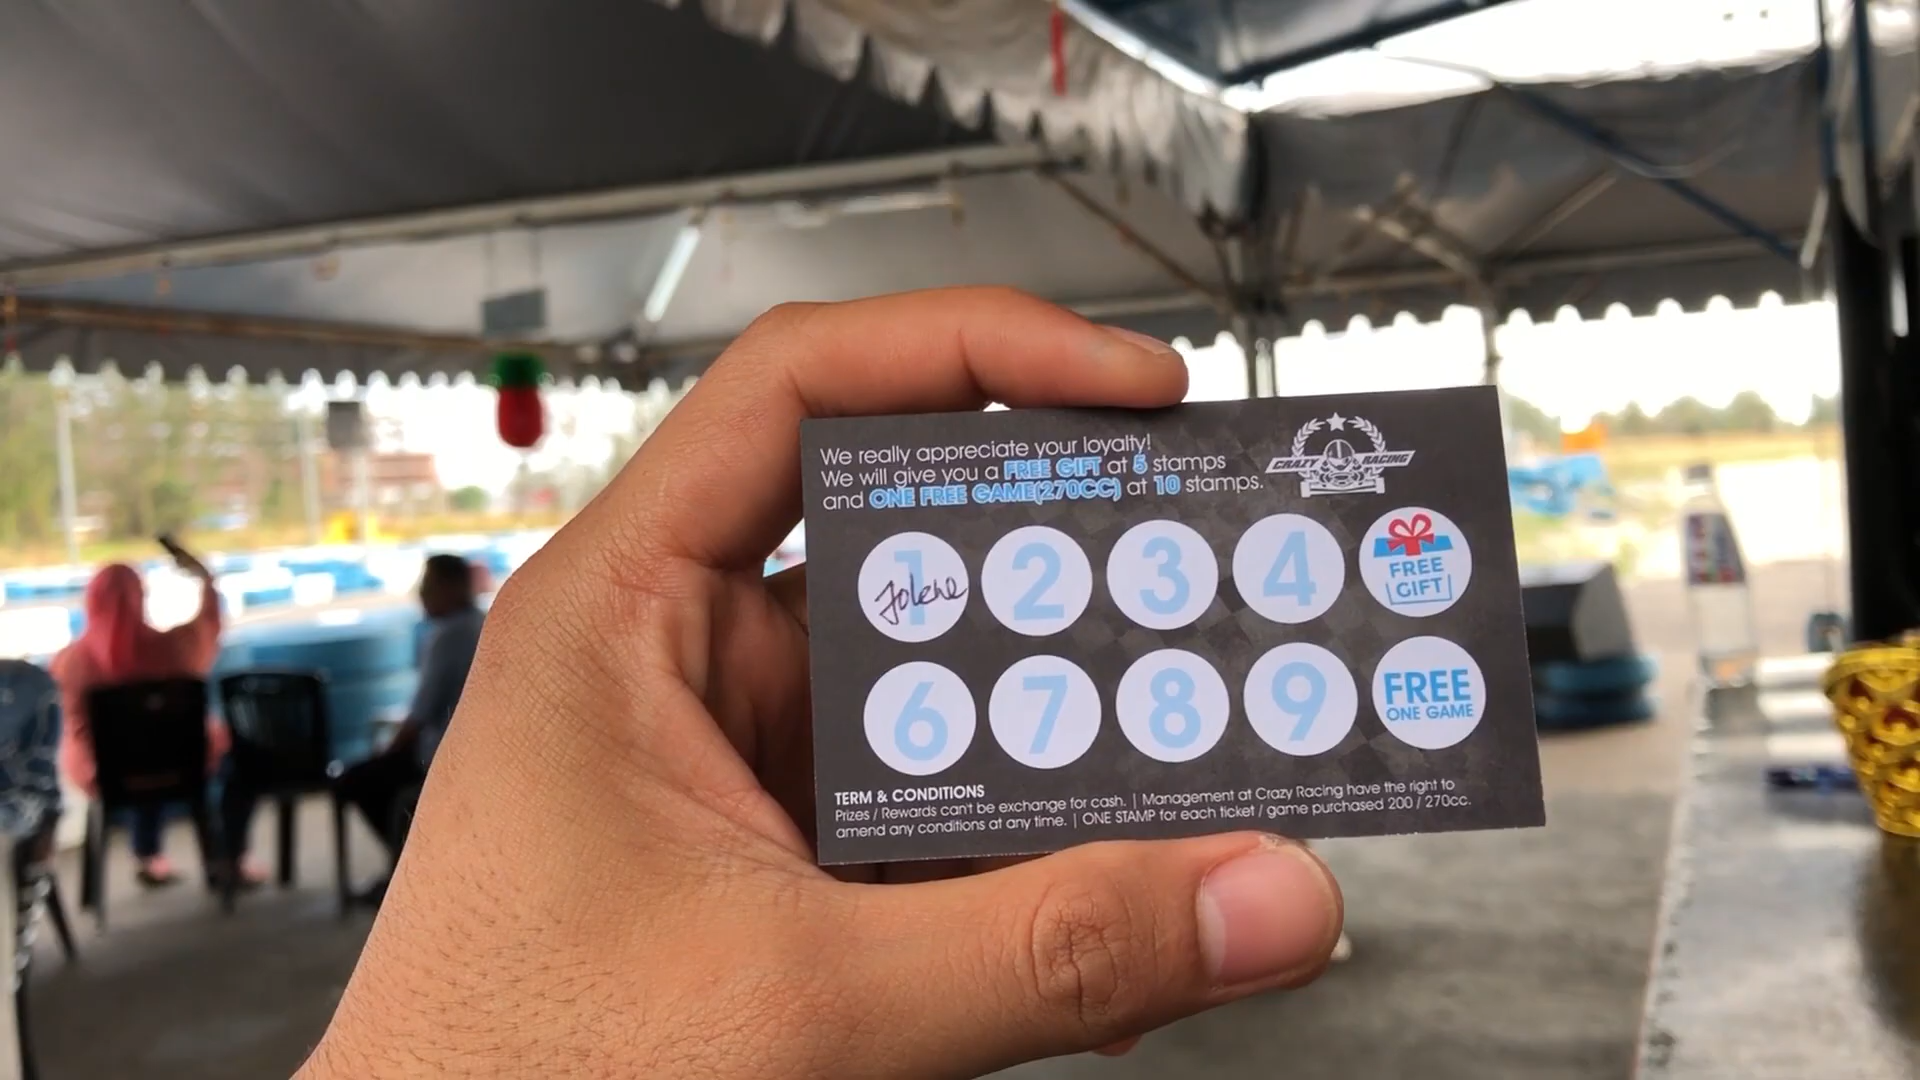 We really appreciate your loyalty!
We will give you a FREE GIFT at 5 stamps
and ONE FREE GAME(270CC) at 10 stamps.
CRAZY RACING
1 2 3 4 FREE GIFT
Jolene
6 7 8 9 FREE ONE GAME
TERM & CONDITIONS
Prizes / Rewards can't be exchange for cash. | Management at Crazy Racing have the right to
amend any conditions at any time. | ONE STAMP for each ticket / game purchased 200 / 270cc.